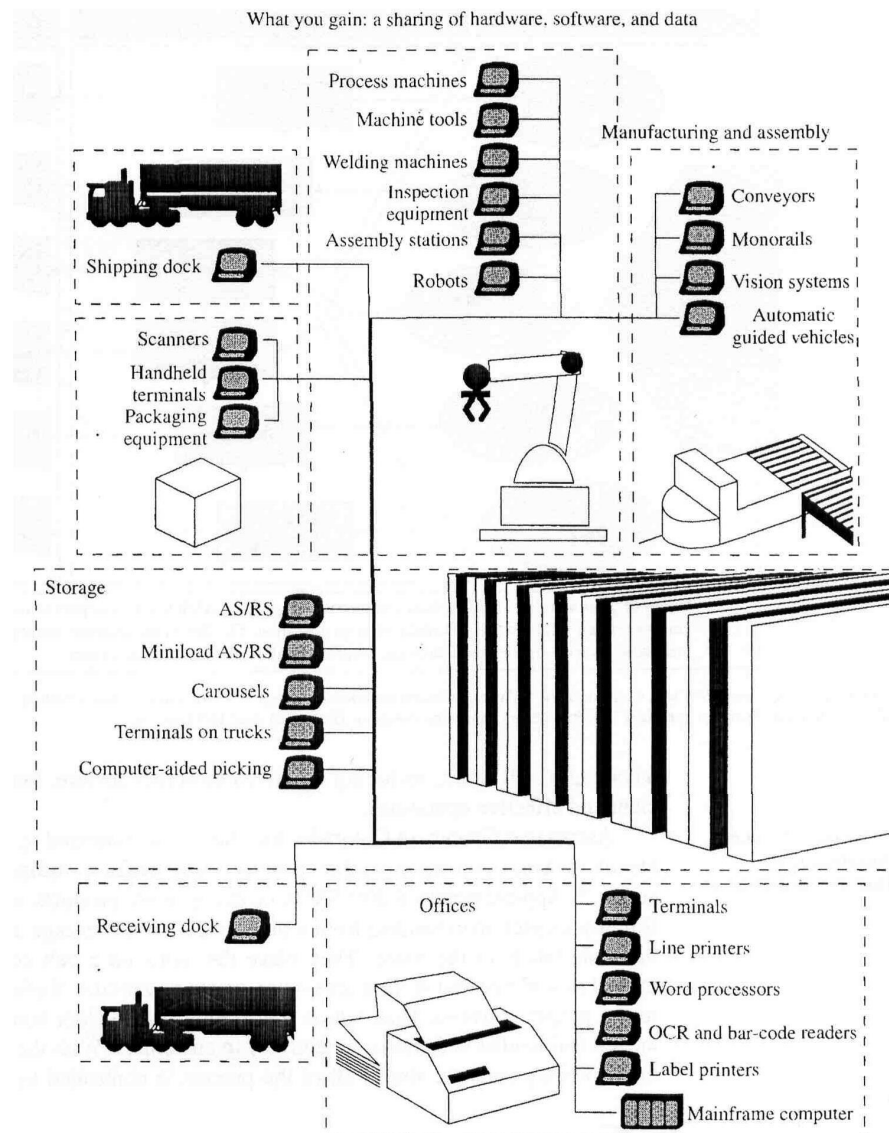 What you gain: a sharing of hardware, software, and data
Process machines
Machine tools
Welding machines
Inspection
equipment
Assembly stations
Robots
Manufacturing and assembly
Conveyors
Monorails
Vision systems
Automatic
guided vehicles
Shipping dock
Scanners
Handheld
terminals
Packaging
equipment
Storage
AS/RS
Miniload AS/RS
Carousels
Terminals on trucks
Computer-aided picking
Receiving dock
Offices
Terminals
Line printers
Word processors
OCR and bar-code readers
Label printers
Mainframe computer